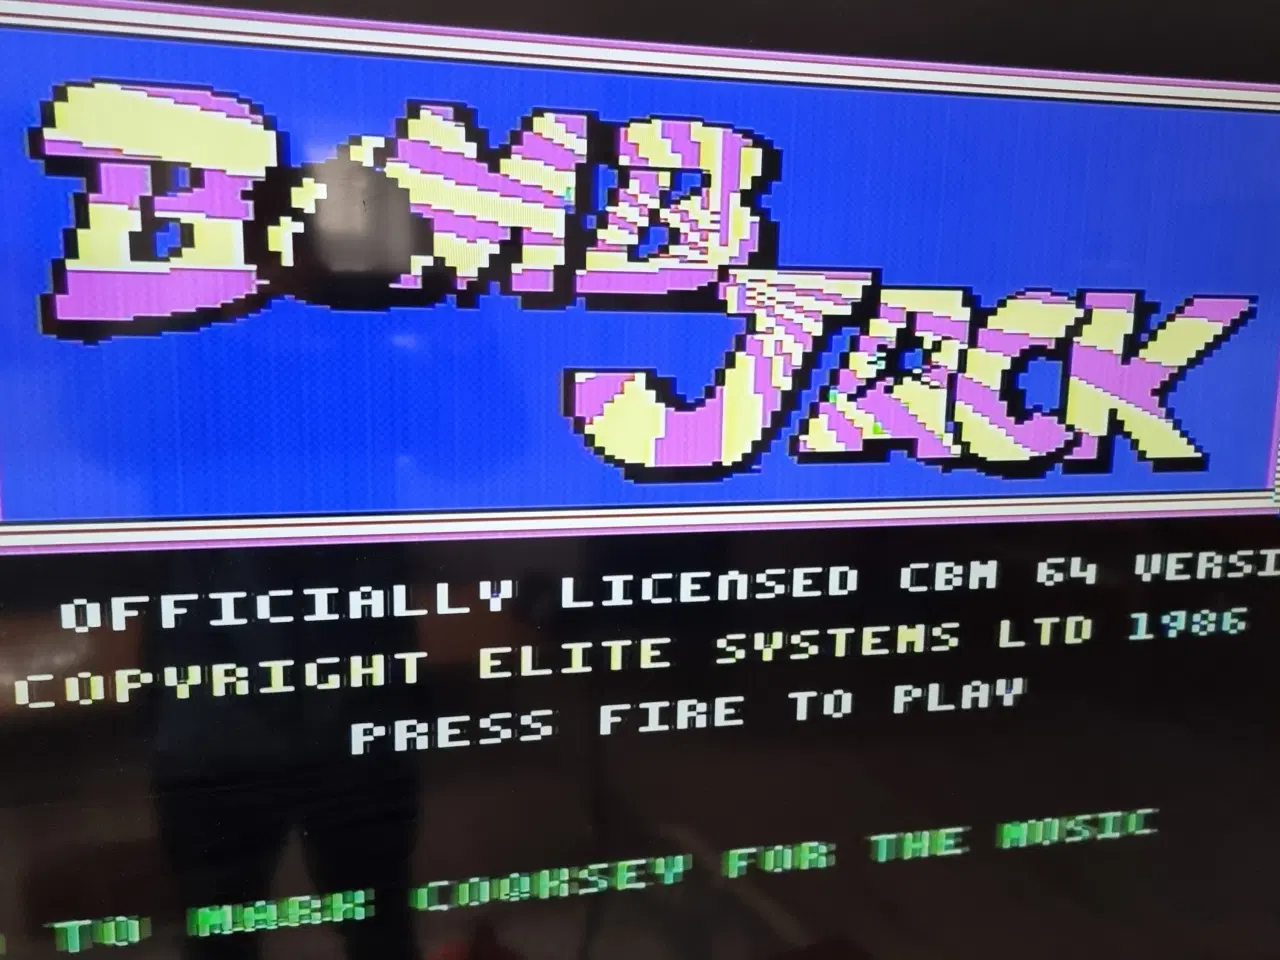 BOMB
JACK
OFFICIALLY LICENSED CBM 64 VERSI
COPYRIGHT ELITE SYSTEMS LTD 1986
PRESS FIRE TO PLAY
TO MARK COOKSEY FOR THE MUSIC